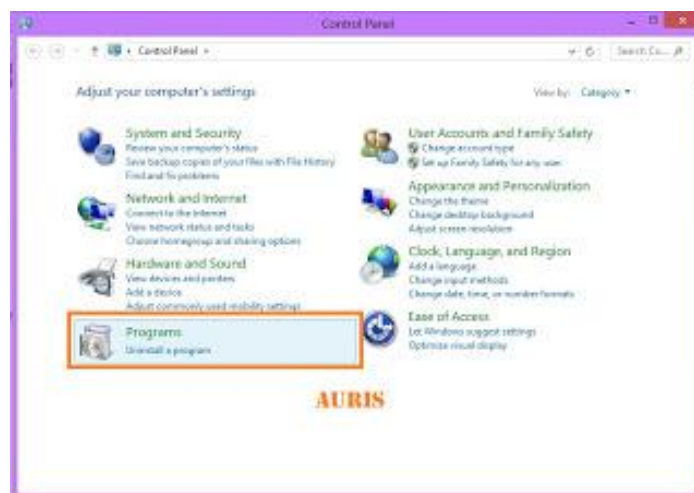 Control Panel
Control Panel
Search Co...
Adjust your computer's settings
View by: Category
System and Security
Review your computer's status
Save backup copies of your files with File History
Find and fix problems
Network and Internet
Connect to the Internet
View network status and tasks
Choose homegroup and sharing options
Hardware and Sound
View devices and printers
Add a device
Adjust commonly used mobility settings
Programs
Uninstall a program
User Accounts and Family Safety
Change account type
Set up Family Safety for any user
Appearance and Personalization
Change the theme
Change desktop background
Adjust screen resolution
Clock, Language, and Region
Add a language
Change input methods
Change date, time, or number formats
Ease of Access
Let Windows suggest settings
Optimize visual display
AURIS